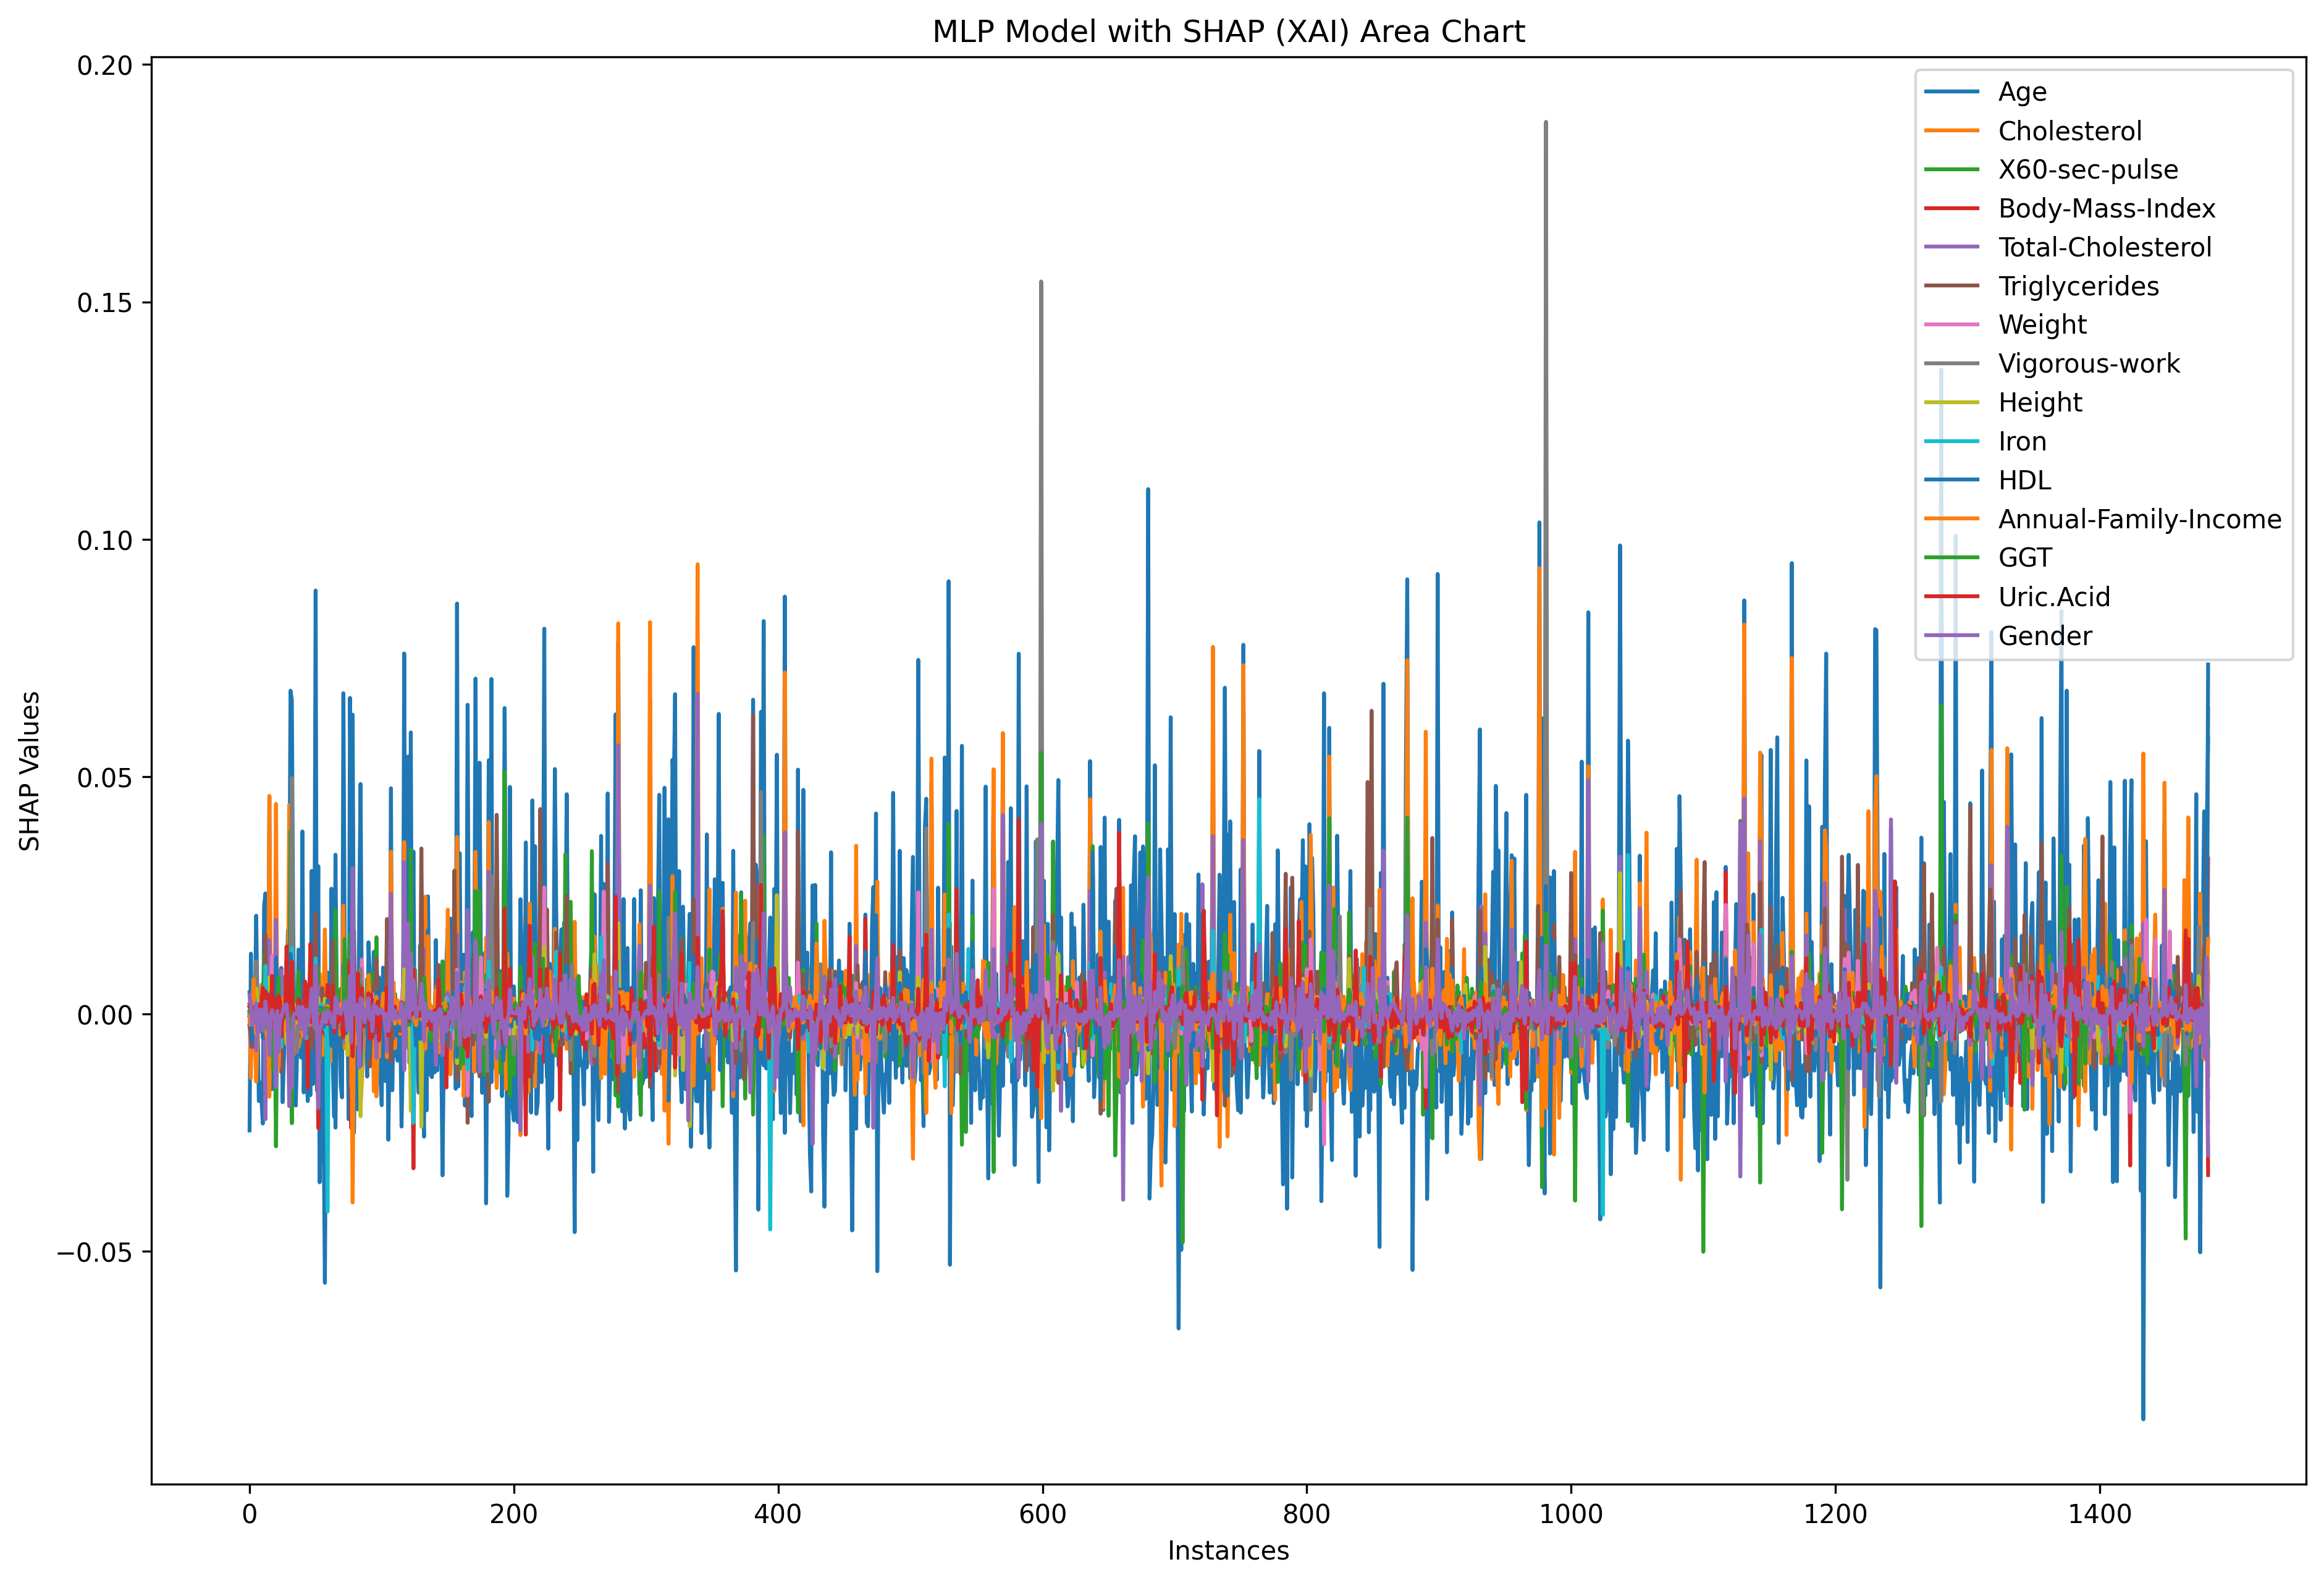 MLP Model with SHAP (XAI) Area Chart
0.20
0.15
0.10
0.05
0.00
−0.05
SHAP Values
Age
Cholesterol
X60-sec-pulse
Body-Mass-Index
Total-Cholesterol
Triglycerides
Weight
Vigorous-work
Height
Iron
HDL
Annual-Family-Income
GGT
Uric.Acid
Gender
0 200 400 600 800 1000 1200 1400
Instances